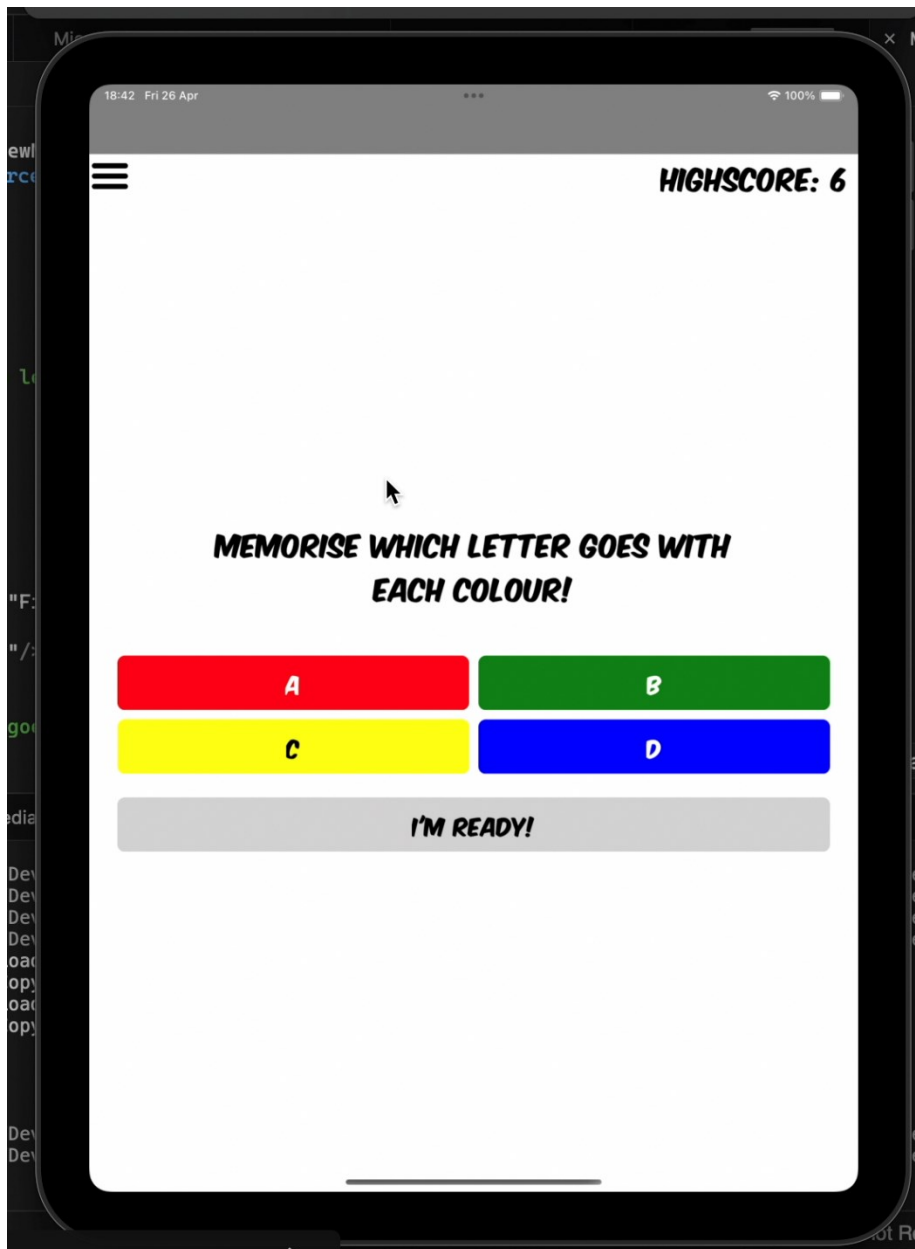 18:42 Fri 26 Apr
100%
HIGHSCORE: 6
MEMORISE WHICH LETTER GOES WITH
EACH COLOUR!
A
B
C
D
I'M READY!